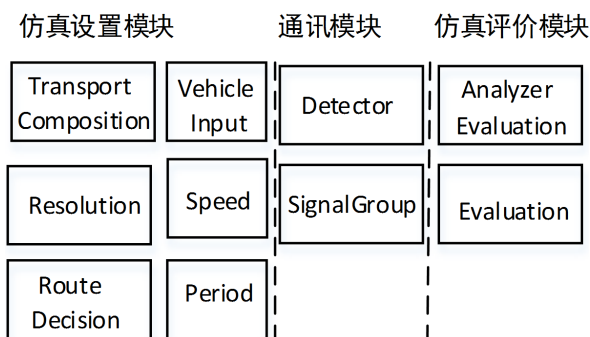 仿真设置模块
通讯模块
仿真评价模块
Transport
Composition
Vehicle
Input
Detector
Analyzer
Evaluation
Resolution
Speed
SignalGroup
Evaluation
Route
Decision
Period